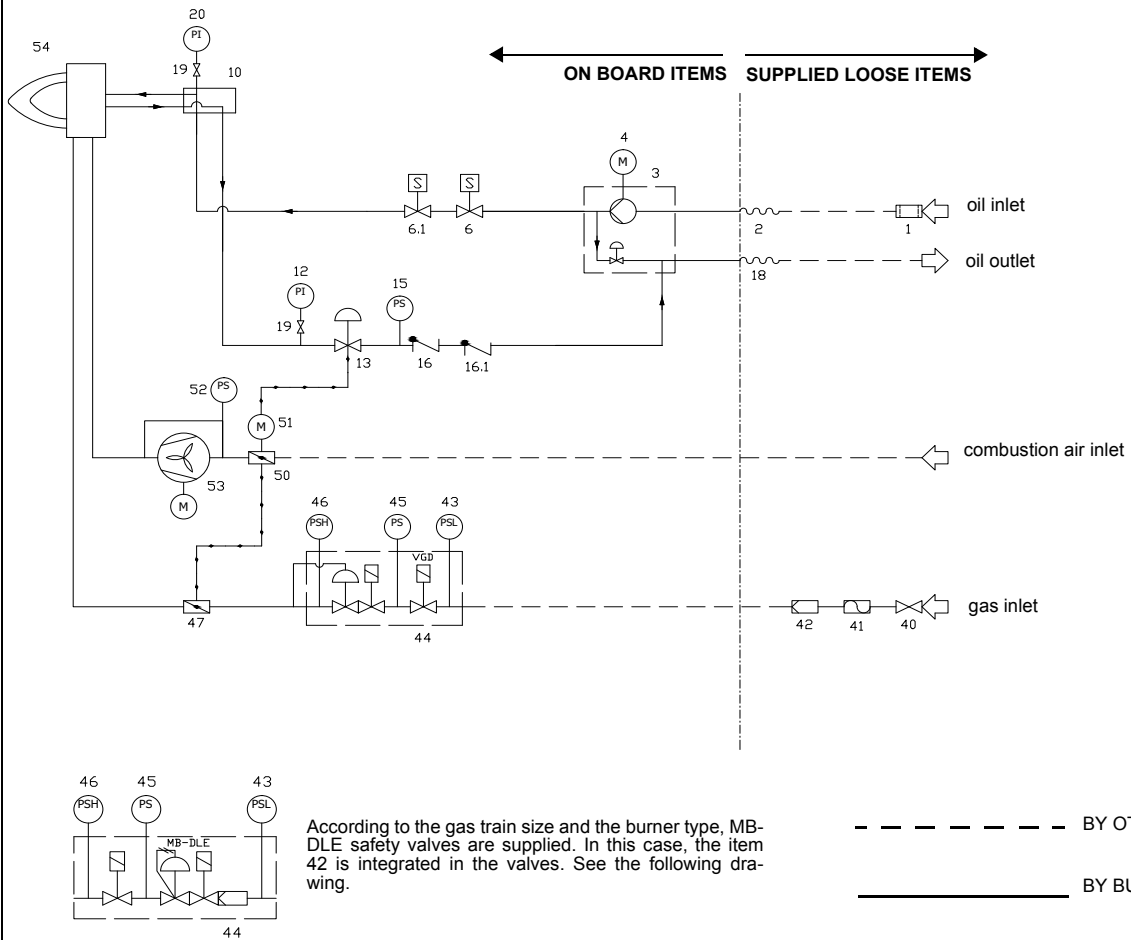 20
54
PI
19
10
ON BOARD ITEMS
SUPPLIED LOOSE ITEMS
4
M
3
S
S
6.1
6
2
1
oil inlet
18
oil outlet
12
PI
19
15
PS
13
16
16.1
52
PS
M
51
50
53
M
combustion air inlet
46
45
43
PSH
PS
PSL
VGD
47
44
42
41
40
gas inlet
46
45
43
PSH
PS
PSL
MB-DLE
44
According to the gas train size and the burner type, MB-
DLE safety valves are supplied. In this case, the item
42 is integrated in the valves. See the following dra-
wing.
BY OT
BY BU